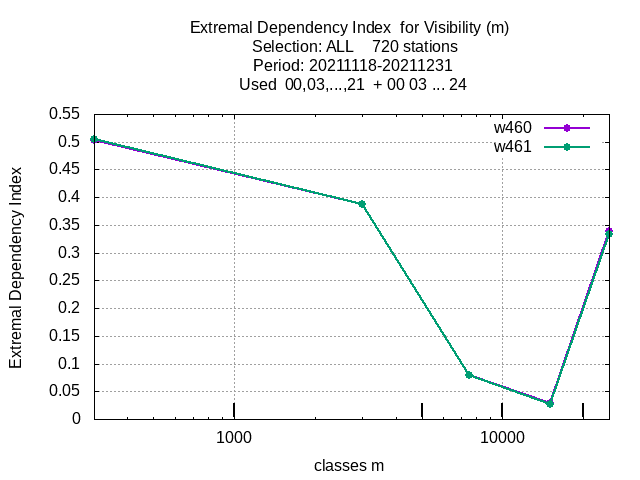 Extremal Dependency Index  for Visibility (m)
Selection: ALL    720 stations
Period: 20211118-20211231
Used  00,03,...,21  + 00 03 ... 24
w460
w461
0.55
0.5
0.45
0.4
0.35
0.3
0.25
0.2
0.15
0.1
0.05
0
Extremal Dependency Index
1000
10000
classes m